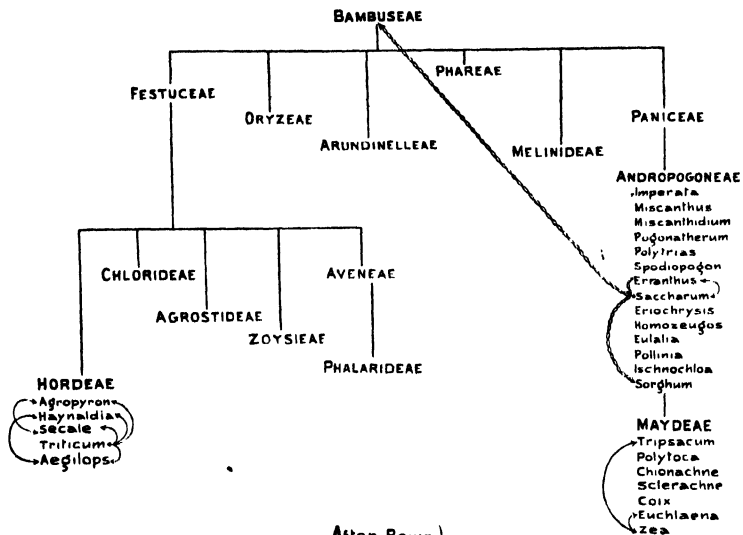 BAMBUSEAE
PHAREAE
FESTUCEAE
ORYZEAE
PANICEAE
ARUNDINELLEAE
MELINIDEAE
ANDROPOGONEAE
Imperata
Miscanthus
Miscanthidium
Pogonatherum
Polytrias
Spodiopogon
Erianthus
Saccharum
Eriochrysis
Homozeugos
Eulalia
Pollinia
Ischnochloa
Sorghum
CHLORIDEAE
AVENEAE
AGROSTIDEAE
ZOYSIEAE
PHALARIDEAE
HORDEAE
Agropyron
Haynaldia
Secale
Triticum
Aegilops
MAYDEAE
Tripsacum
Polytoca
Chionachne
Sclerachne
Coix
Euchlaena
Zea
After